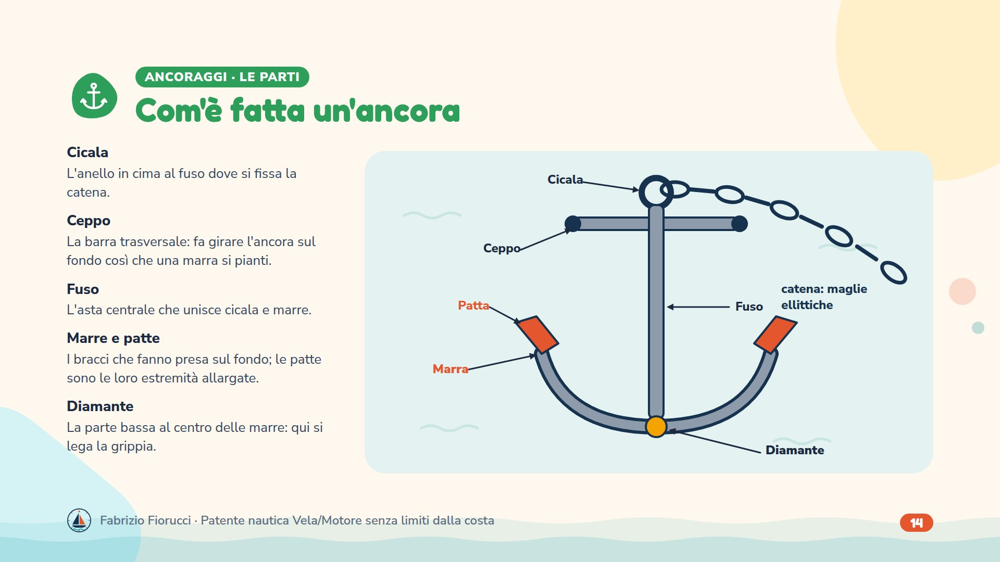 ANCORAGGI · LE PARTI
Com'è fatta un'ancora
Cicala
L'anello in cima al fuso dove si fissa la
catena.
Ceppo
La barra trasversale: fa girare l'ancora sul
fondo così che una marra si pianti.
Fuso
L'asta centrale che unisce cicala e marre.
Marre e patte
I bracci che fanno presa sul fondo; le patte
sono le loro estremità allargate.
Diamante
La parte bassa al centro delle marre: qui si
lega la grippia.
Cicala
Ceppo
Patta
Marra
Fuso
catena: maglie
ellittiche
Diamante
Fabrizio Fiorucci · Patente nautica Vela/Motore senza limiti dalla costa
14